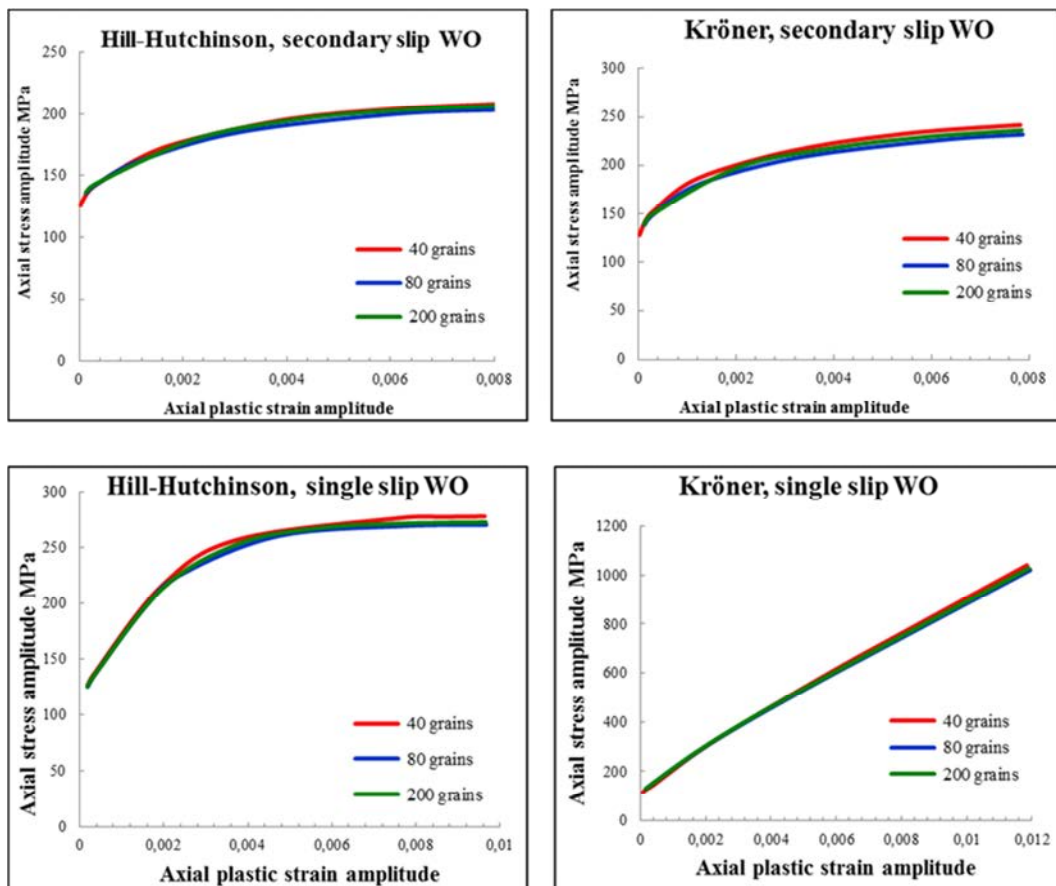 Hill-Hutchinson, secondary slip WO
Axial stress amplitude MPa
250
200
150
100
50
0
40 grains
80 grains
200 grains
0 0,002 0,004 0,006 0,008
Axial plastic strain amplitude
Kröner, secondary slip WO
Axial stress amplitude MPa
300
250
200
150
100
50
0
40 grains
80 grains
200 grains
0 0,002 0,004 0,006 0,008
Axial plastic strain amplitude
Hill-Hutchinson, single slip WO
Axial stress amplitude MPa
300
250
200
150
100
50
0
40 grains
80 grains
200 grains
0 0,002 0,004 0,006 0,008 0,01
Axial plastic strain amplitude
Kröner, single slip WO
Axial stress amplitude MPa
1200
1000
800
600
400
200
0
40 grains
80 grains
200 grains
0 0,002 0,004 0,006 0,008 0,01 0,012
Axial plastic strain amplitude